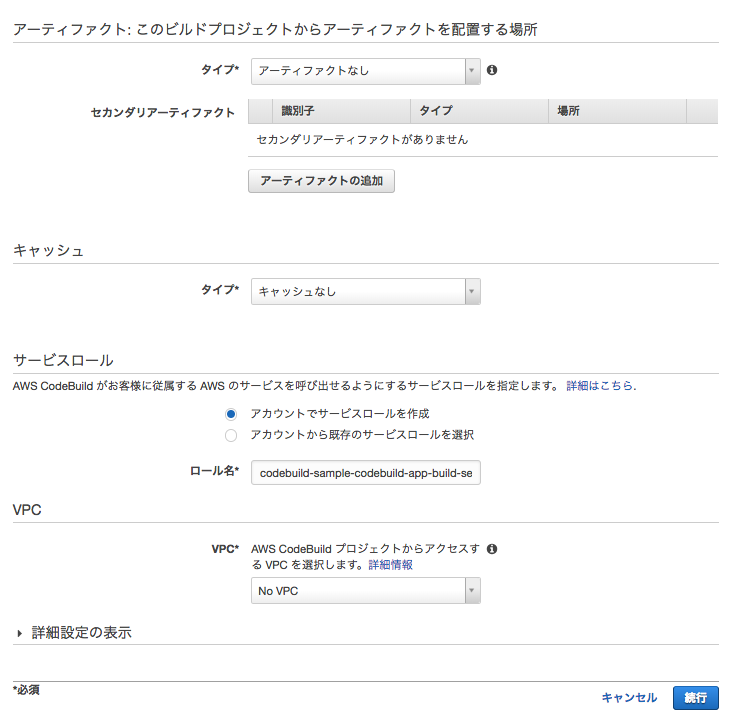 アーティファクト: このビルドプロジェクトからアーティファクトを配置する場所
タイプ* アーティファクトなし
セカンダリアーティファクト 識別子 タイプ 場所
セカンダリアーティファクトがありません
アーティファクトの追加
キャッシュ
タイプ* キャッシュなし
サービスロール
AWS CodeBuild がお客様に従属する AWS のサービスを呼び出せるようにするサービスロールを指定します。 詳細はこちら.
アカウントでサービスロールを作成
アカウントから既存のサービスロールを選択
ロール名* codebuild-sample-codebuild-app-build-se
VPC
VPC* AWS CodeBuild プロジェクトからアクセスす
る VPC を選択します。詳細情報
No VPC
詳細設定の表示
*必須
キャンセル 続行